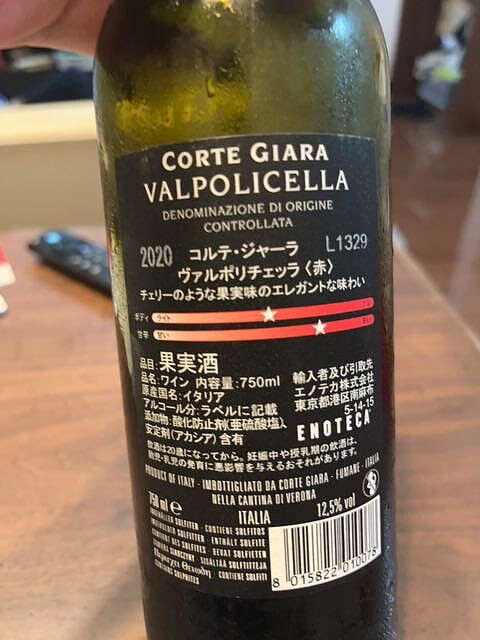 CORTE GIARA
VALPOLICELLA
DENOMINAZIONE DI ORIGINE
CONTROLLATA
2020 コルテ・ジャーラ L1329
ヴァルポリチェッラ〈赤〉
チェリーのような果実味のエレガントな味わい
ボディ ライト フル
甘辛 甘い 辛い
品目:果実酒
品名:ワイン 内容量:750ml
原産国名:イタリア
アルコール分:ラベルに記載
添加物:酸化防止剤(亜硫酸塩)、
安定剤(アカシア)含有
輸入者及び引取先
エノテカ株式会社
東京都港区南麻布
5-14-15
ENOTECA
飲酒は20歳になってから。妊娠中や授乳期の飲酒は、
胎児・乳児の発育に悪影響を与えるおそれがあります。
PRODUCT OF ITALY - IMBOTTIGLIATO DA CORTE GIARA - FUMANE - ITALIA
NELLA CANTINA DI VERONA
750 ml e ITALIA 12,5% vol
CONTIENE SOLFITOS
ENTHÄLT SULFITE
CONTIENE SOLFITI
CONTAINS SULPHITES
8 015822 010078